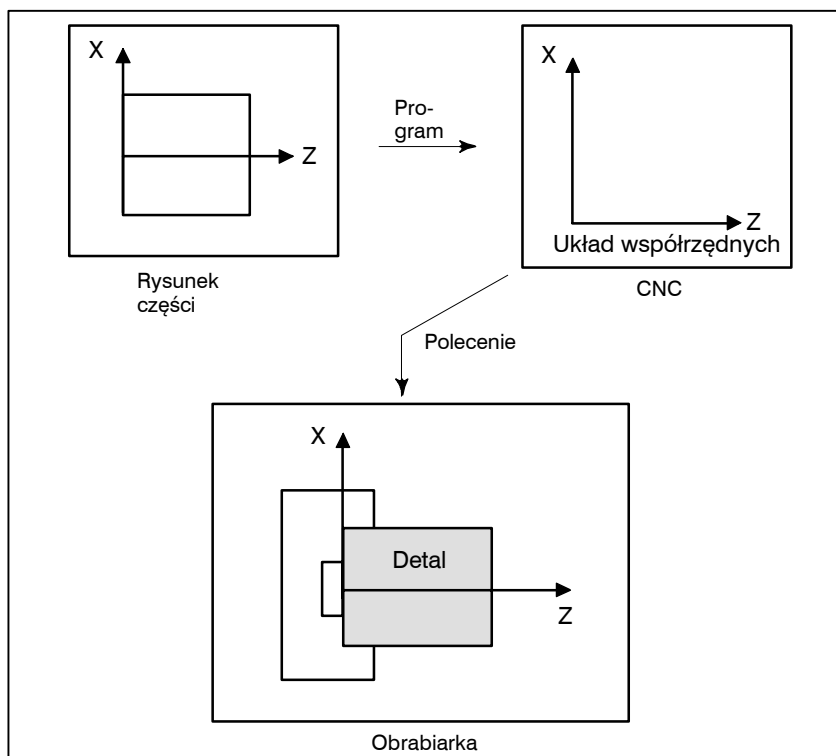 X
Z
Rysunek
części
Pro-
gram
X
Z
Układ współrzędnych
CNC
Polecenie
X
Detal
Z
Obrabiarka